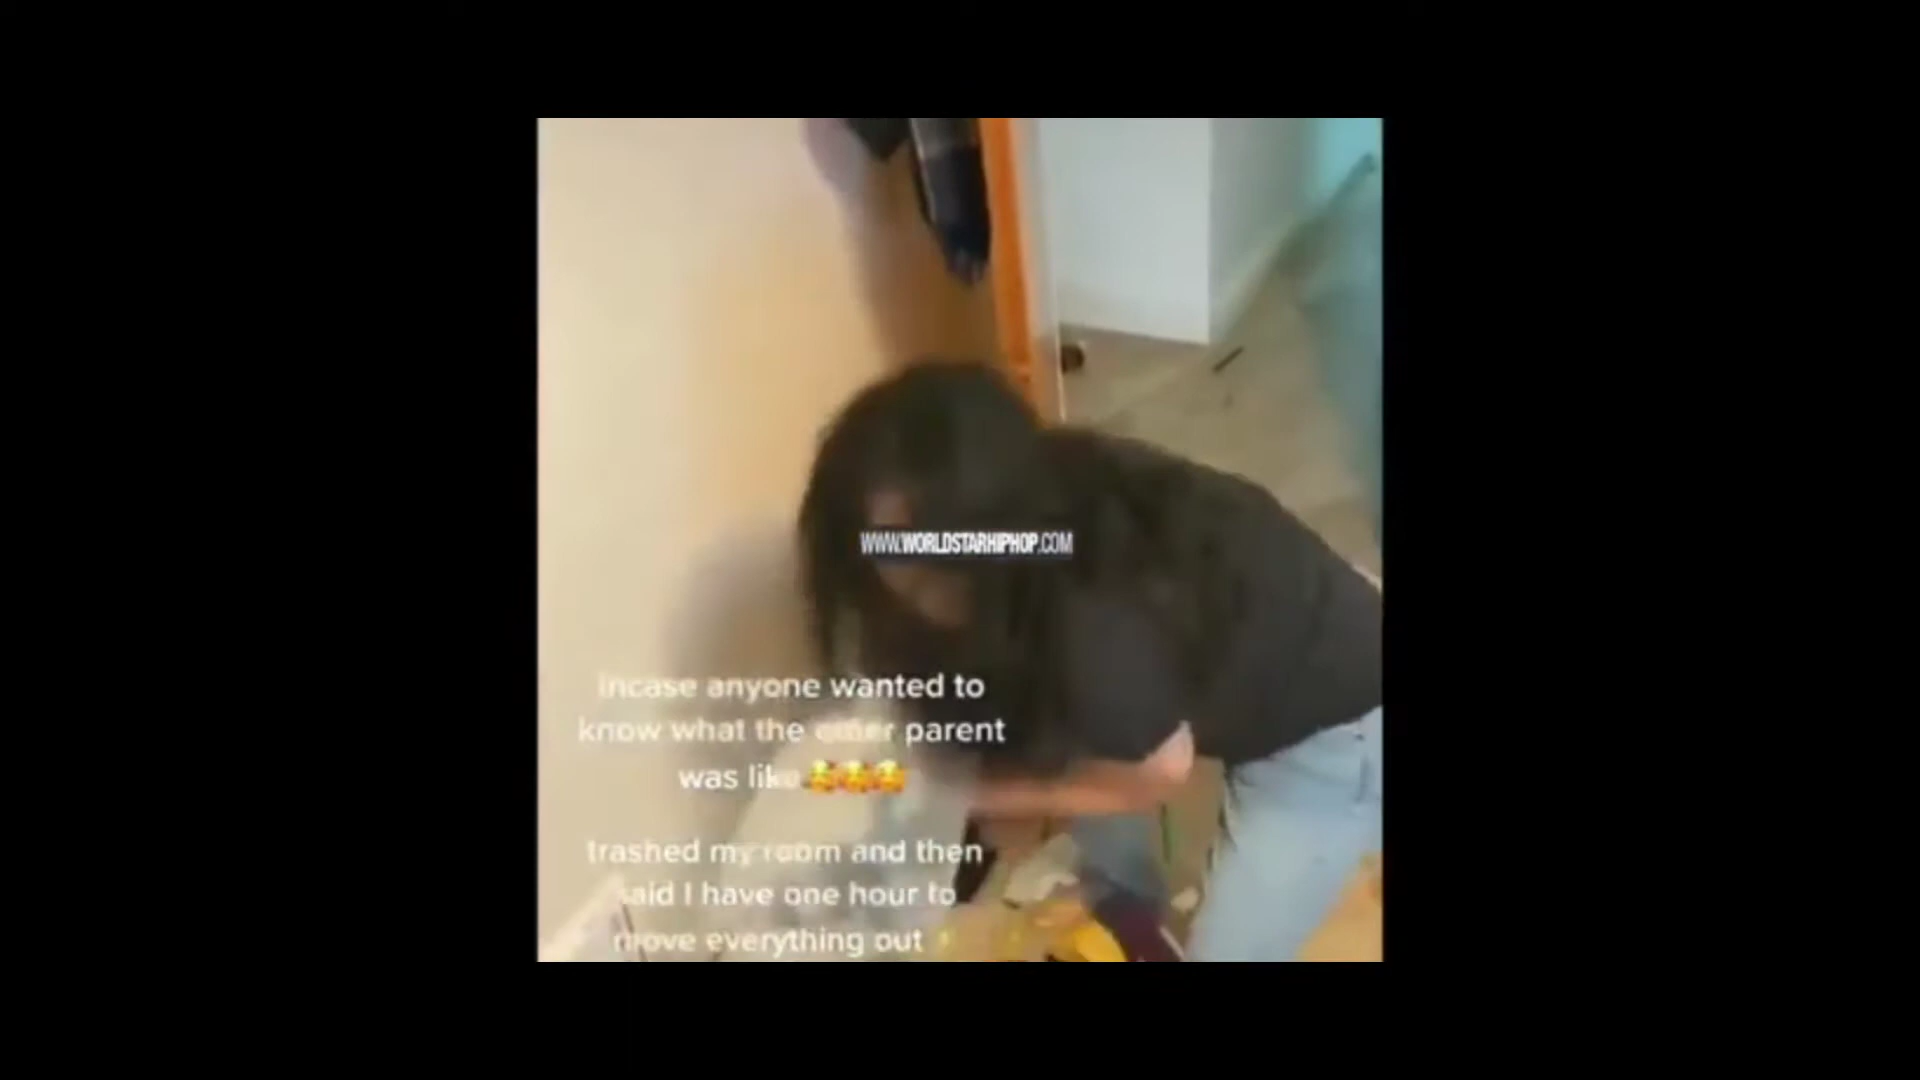 WWW.WORLDSTARHIPHOP.COM
incase anyone wanted to
know what the other parent
was like🥰🥰🥰
trashed my room and then
said I have one hour to
move everything out